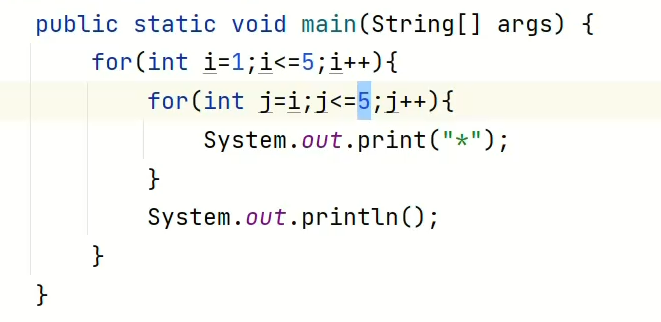 public static void main(String[] args) {
for(int i=1;i<=5;i++){
for(int j=i;j<=5;j++){
System.out.print("*");
}
System.out.println();
}
}